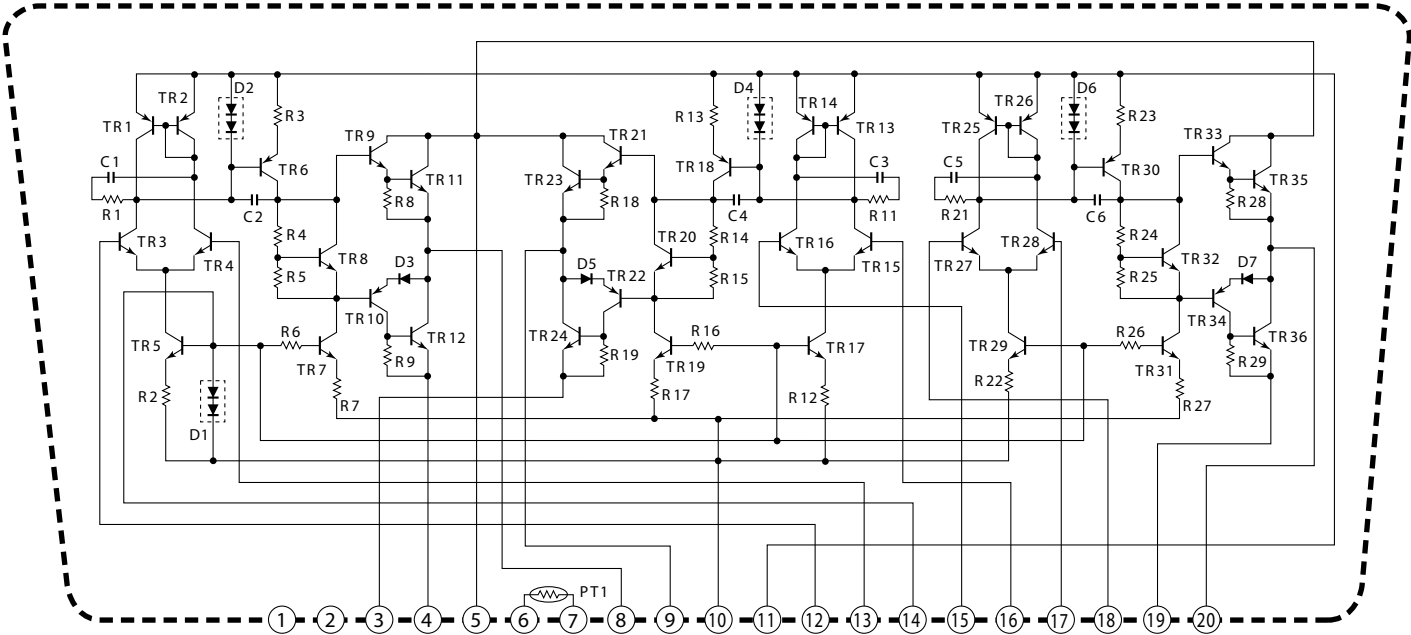 D2 D4 D6
TR2 TR14 TR26
TR1 R3 R13 TR13 TR25 R23
TR9 TR21 TR33
C1 TR6 TR11 TR23 TR18 C3 C5 TR30 TR35
R1 C2 R8 R18 C4 R11 R21 C6 R28
TR3 TR4 R4 TR8 R14 TR20 TR16 TR15 TR27 TR28 R24 TR32
R5 D3 D5 TR22 R15 R25 D7
TR10 TR34
TR5 R6 TR7 R9 TR12 TR24 R19 R16 TR19 TR17 TR29 R26 TR31 R29 TR36
R2 D1 R7 R17 R12 R22 R27
PT1
1 2 3 4 5 6 7 8 9 10 11 12 13 14 15 16 17 18 19 20